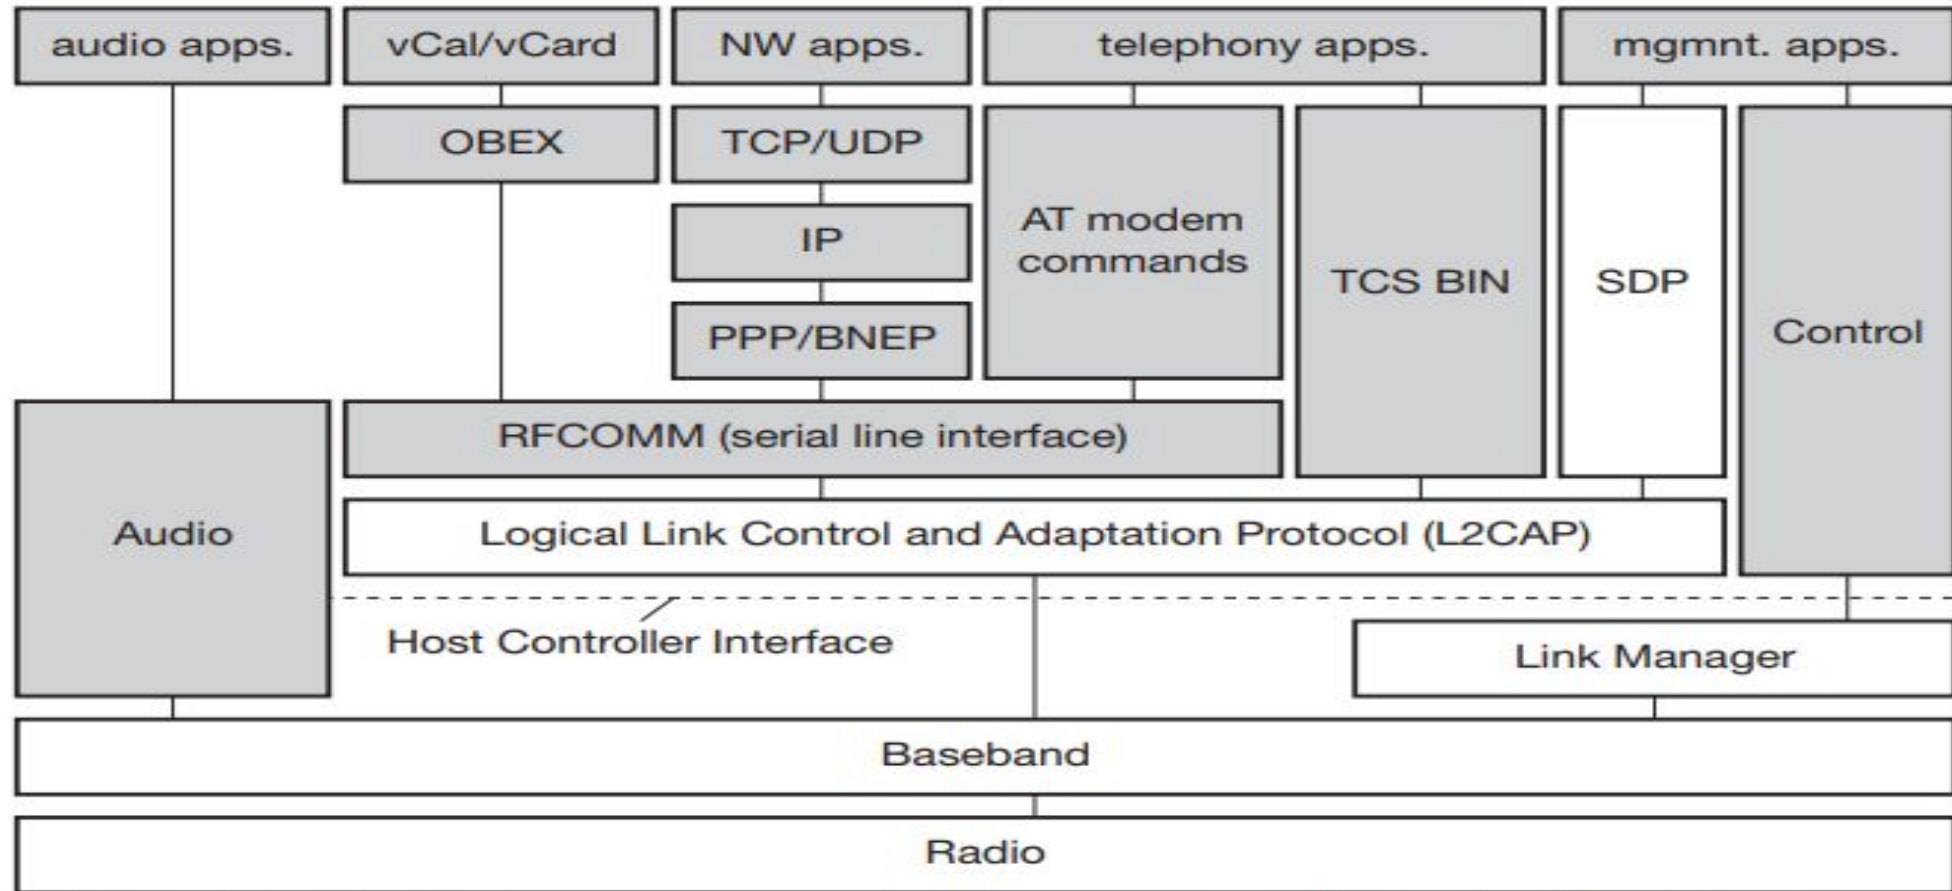 audio apps.
vCal/vCard
NW apps.
telephony apps.
mgmnt. apps.
OBEX
TCP/UDP
AT modem
commands
TCS BIN
SDP
Control
IP
PPP/BNEP
RFCOMM (serial line interface)
Audio
Logical Link Control and Adaptation Protocol (L2CAP)
Host Controller Interface
Link Manager
Baseband
Radio